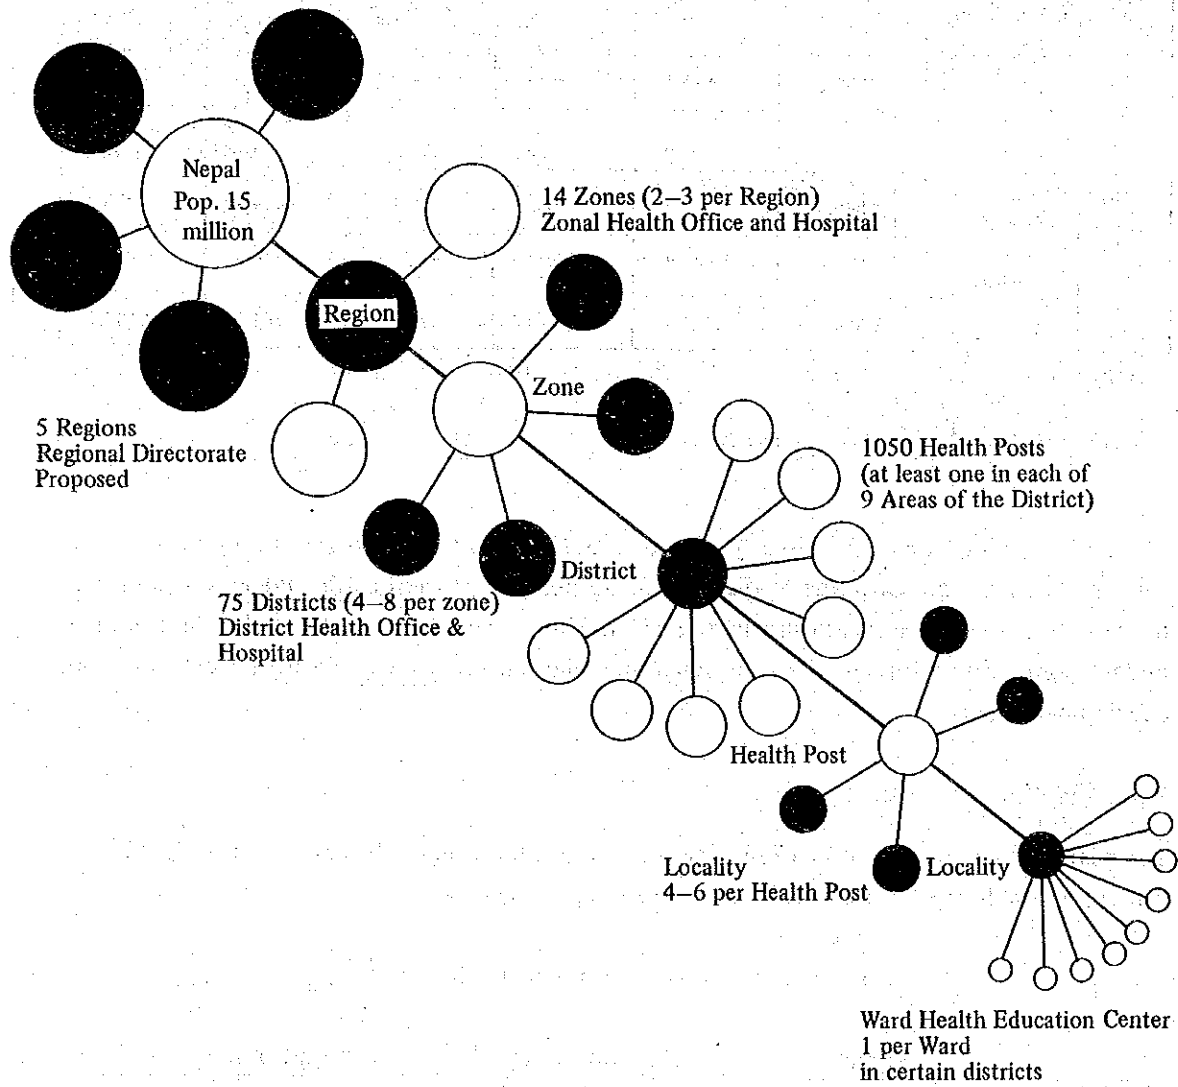 Nepal
Pop. 15
million
14 Zones (2–3 per Region)
Zonal Health Office and Hospital
Region
Zone
5 Regions
Regional Directorate
Proposed
1050 Health Posts
(at least one in each of
9 Areas of the District)
District
75 Districts (4–8 per zone)
District Health Office &
Hospital
Health Post
Locality
4–6 per Health Post
Locality
Ward Health Education Center
1 per Ward
in certain districts